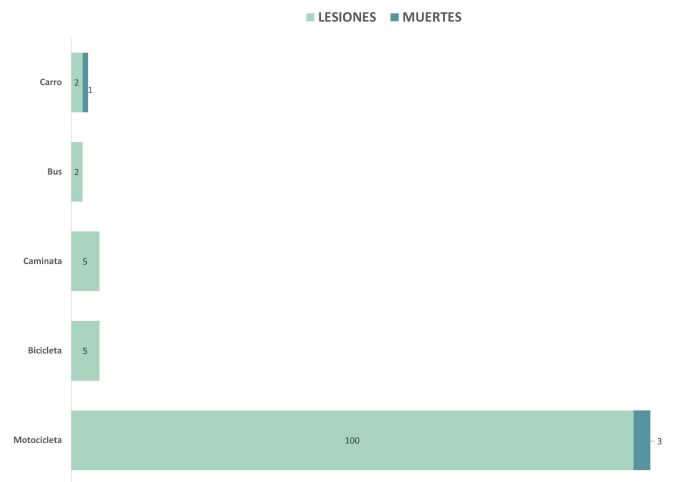 LESIONES MUERTES
Carro 2 1
Bus 2
Caminata 5
Bicicleta 5
Motocicleta 100 3